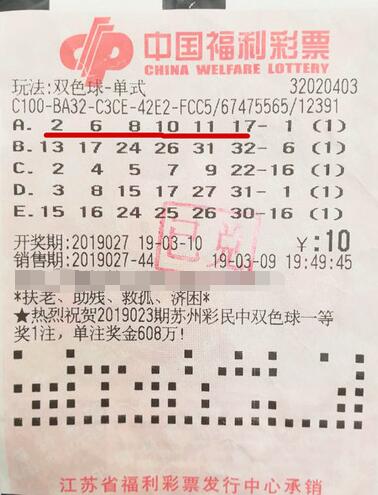 中国福利彩票
CHINA WELFARE LOTTERY
玩法:双色球-单式 32020403
C100-BA32-C3CE-42E2-FCC5/67475565/12391
A. 2 6 8 10 11 17- 1 (1)
B. 13 17 24 26 31 32- 6 (1)
C. 2 4 5 7 9 22-16 (1)
D. 3 8 15 17 27 31- 1 (1)
E. 15 16 24 25 26 30-16 (1)
开奖期:2019027 19-03-10 ¥:10
销售期:2019027-44 19-03-09 19:49:45
已兑
*扶老、助残、救孤、济困*
★热烈祝贺2019023期苏州彩民中双色球一等
奖1注，单注奖金608万!
江苏省福利彩票发行中心承销